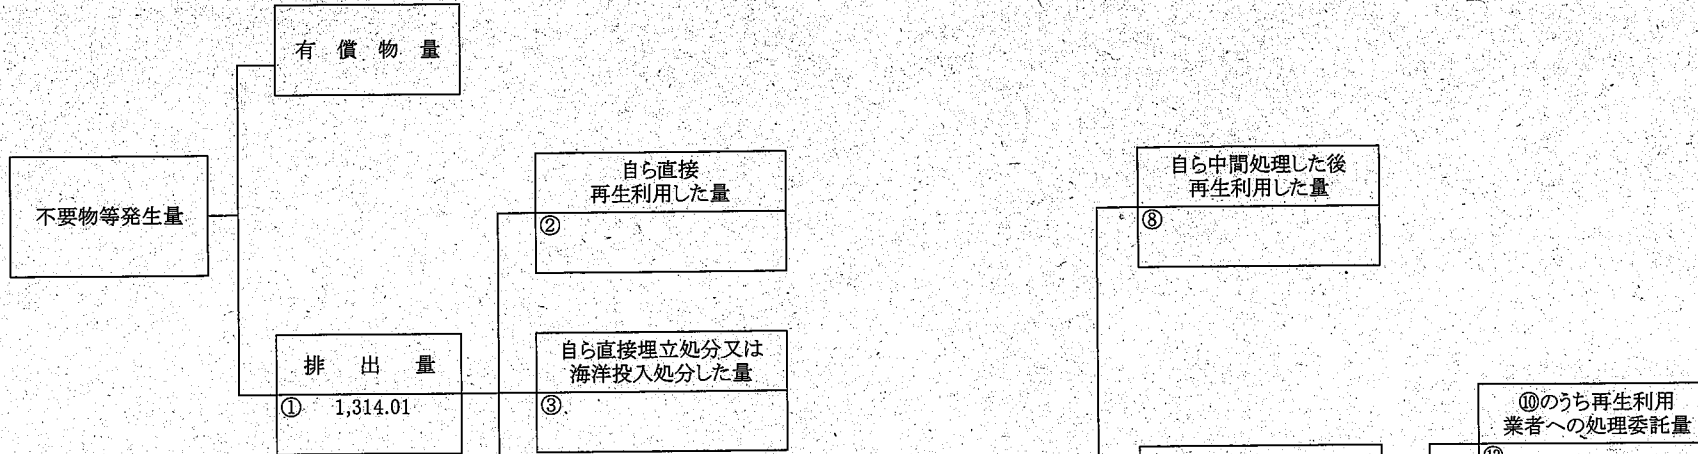 有償物量
不要物等発生量
排出量
① 1,314.01
自ら直接
再生利用した量
②
自ら直接埋立処分又は
海洋投入処分した量
③
自ら中間処理した後
再生利用した量
⑧
⑩のうち再生利用
業者への処理委託量